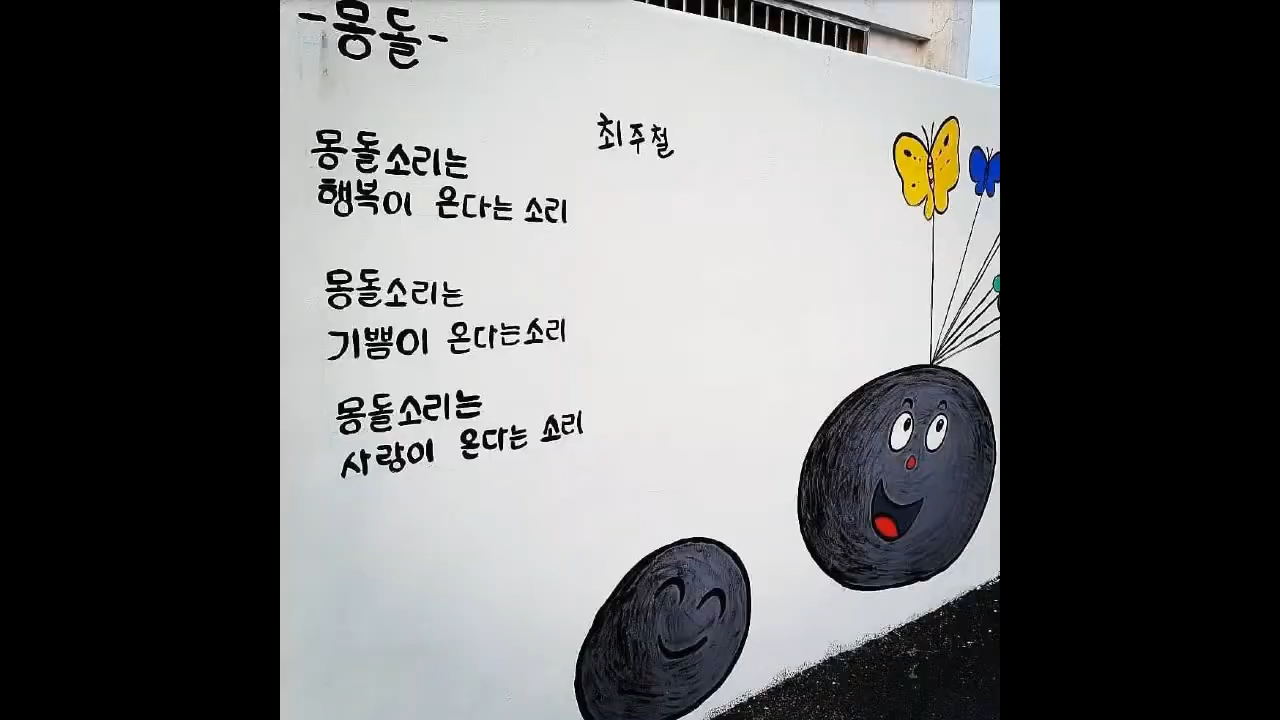 -몽돌-
최주철
몽돌소리는
행복이 온다는 소리
몽돌소리는
기쁨이 온다는소리
몽돌소리는
사랑이 온다는 소리